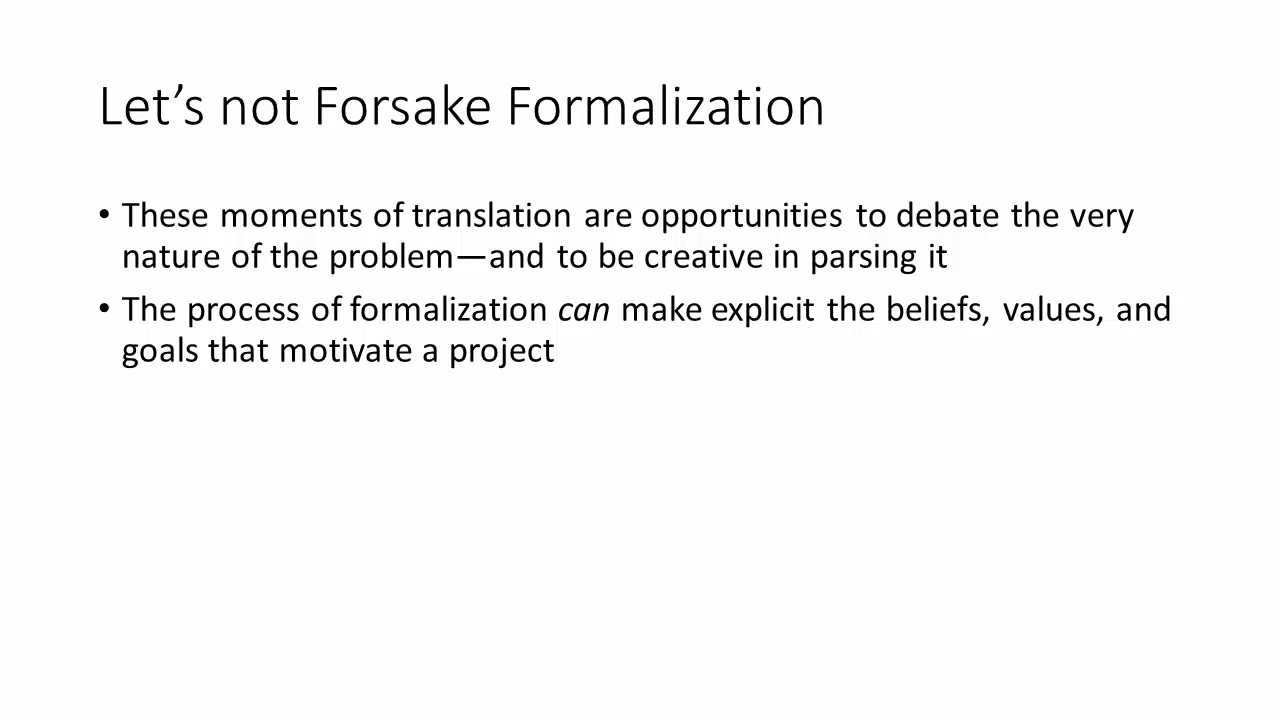 Let’s not Forsake Formalization
• These moments of translation are opportunities to debate the very
nature of the problem—and to be creative in parsing it
• The process of formalization can make explicit the beliefs, values, and
goals that motivate a project